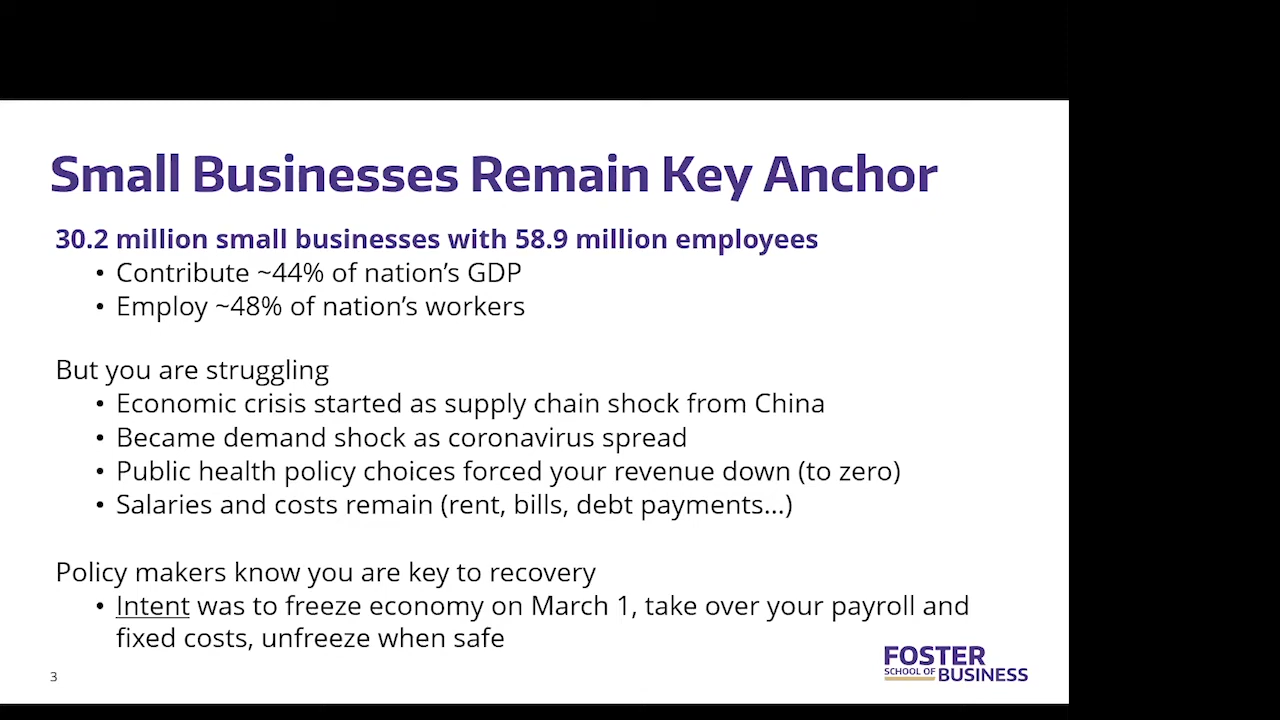 Small Businesses Remain Key Anchor
30.2 million small businesses with 58.9 million employees
• Contribute ~44% of nation’s GDP
• Employ ~48% of nation’s workers
But you are struggling
• Economic crisis started as supply chain shock from China
• Became demand shock as coronavirus spread
• Public health policy choices forced your revenue down (to zero)
• Salaries and costs remain (rent, bills, debt payments…)
Policy makers know you are key to recovery
• Intent was to freeze economy on March 1, take over your payroll and
fixed costs, unfreeze when safe
3
FOSTER
SCHOOL OF BUSINESS